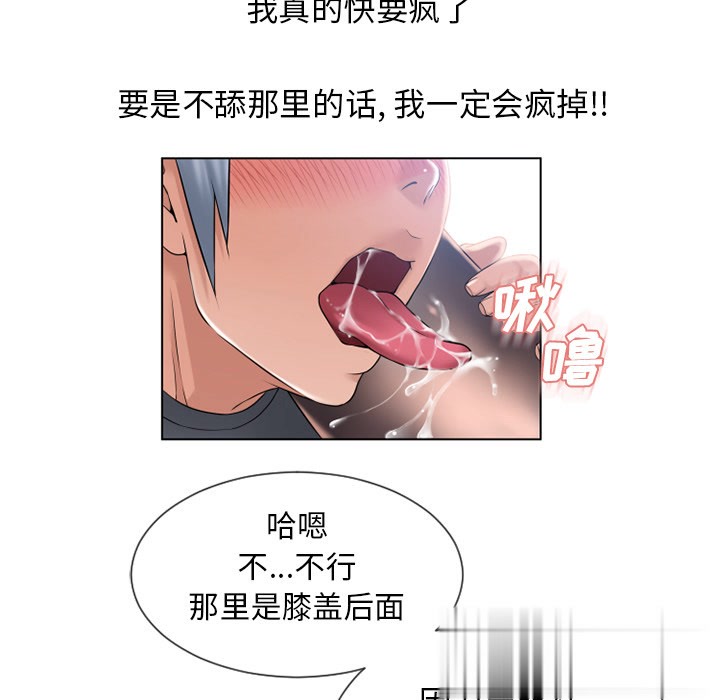 我真的快要疯了
要是不舔那里的话, 我一定会疯掉!!
啾
噜
哈嗯
不...不行
那里是膝盖后面